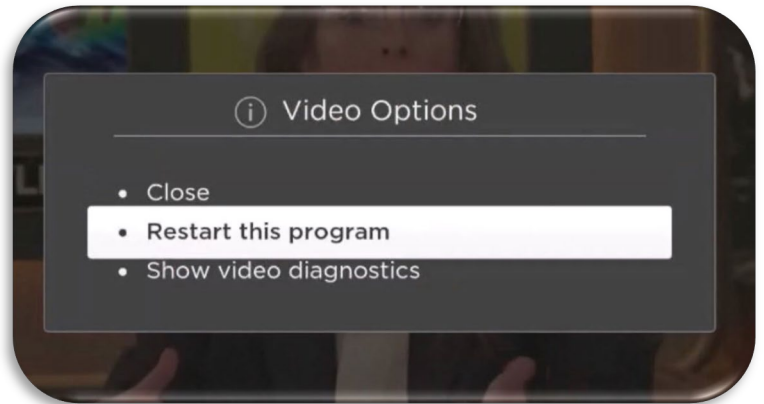 Video Options
• Close
• Restart this program
• Show video diagnostics